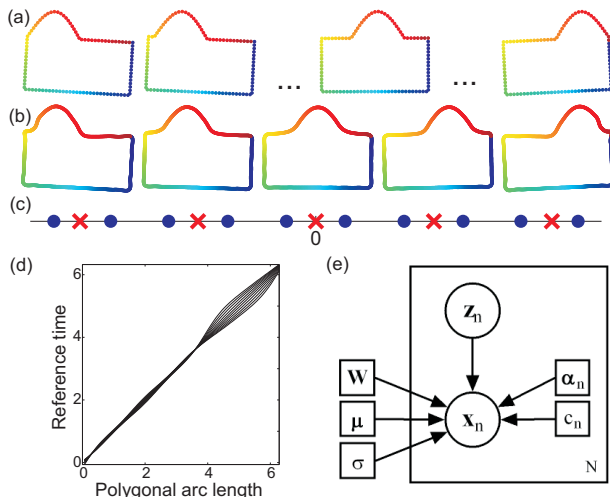 (a)
... ...
(b)
(c)
0
(d)
Reference time
6
4
2
0
0 2 4 6
Polygonal arc length
(e)
z_n
W
α_n
μ
x_n
c_n
σ
N